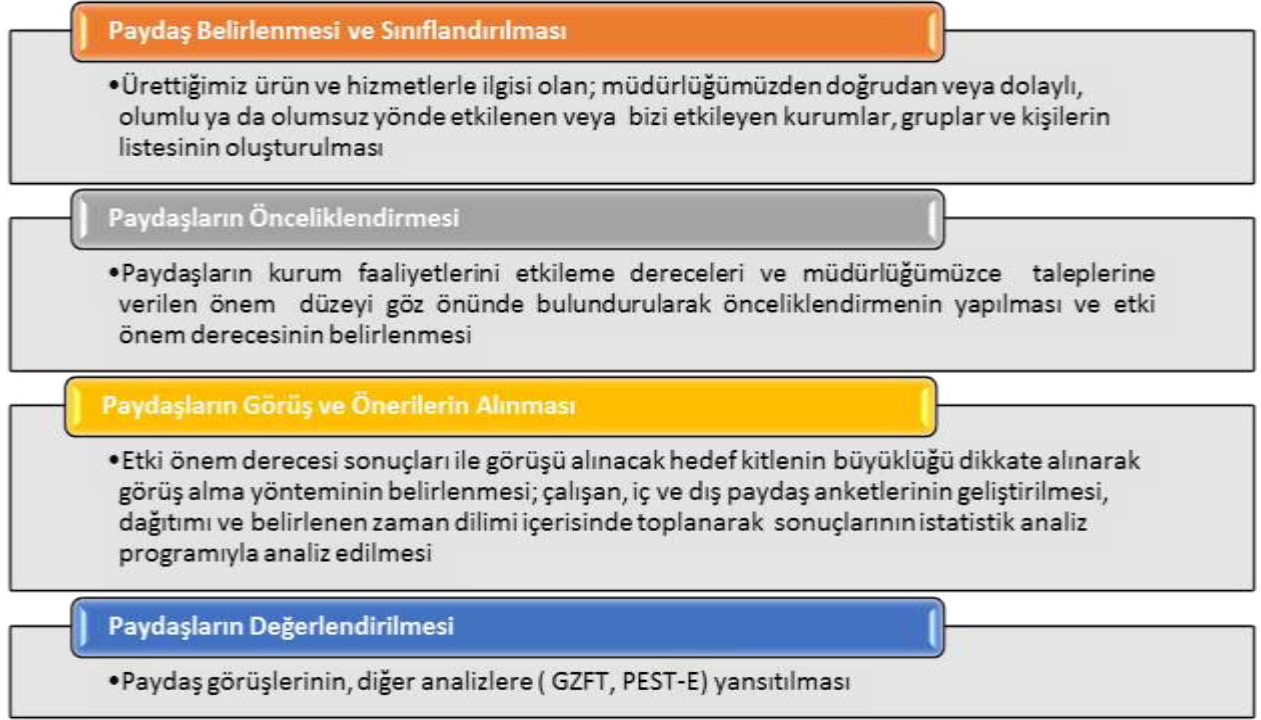 Paydaş Belirlenmesi ve Sınıflandırılması
•Ürettiğimiz ürün ve hizmetlerle ilgisi olan; müdürlüğümüzden doğrudan veya dolaylı,
olumlu ya da olumsuz yönde etkilenen veya bizi etkileyen kurumlar, gruplar ve kişilerin
listesinin oluşturulması
Paydaşların Önceliklendirmesi
•Paydaşların kurum faaliyetlerini etkileme dereceleri ve müdürlüğümüzce taleplerine
verilen önem düzeyi göz önünde bulundurularak önceliklendirmenin yapılması ve etki
önem derecesinin belirlenmesi
Paydaşların Görüş ve Önerilerin Alınması
•Etki önem derecesi sonuçları ile görüşü alınacak hedef kitlenin büyüklüğü dikkate alınarak
görüş alma yönteminin belirlenmesi; çalışan, iç ve dış paydaş anketlerinin geliştirilmesi,
dağıtımı ve belirlenen zaman dilimi içerisinde toplanarak sonuçlarının istatistik analiz
programıyla analiz edilmesi
Paydaşların Değerlendirilmesi
•Paydaş görüşlerinin, diğer analizlere ( GZFT, PEST-E) yansıtılması